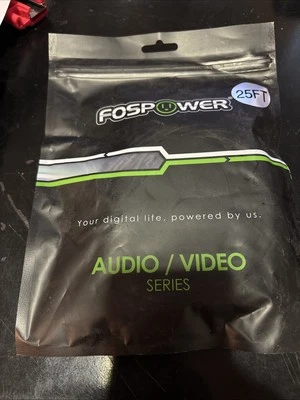 FOSPOWER
25FT
Your digital life, powered by us.
AUDIO / VIDEO
SERIES